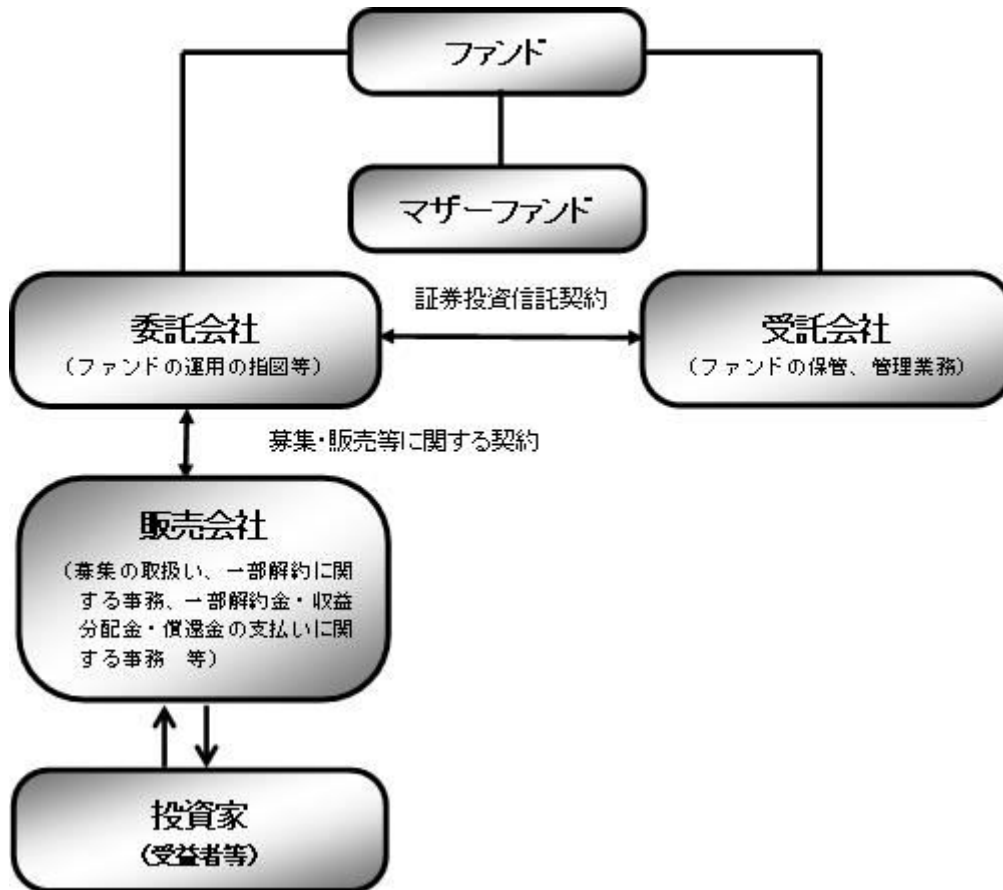 ファンド
マザーファンド
証券投資信託契約
委託会社
（ファンドの運用の指図等）
受託会社
（ファンドの保管、管理業務）
募集・販売等に関する契約
販売会社
（募集の取扱い、一部解約に関
する事務、一部解約金・収益
分配金・償還金の支払いに関
する事務　等）
投資家
（受益者等）